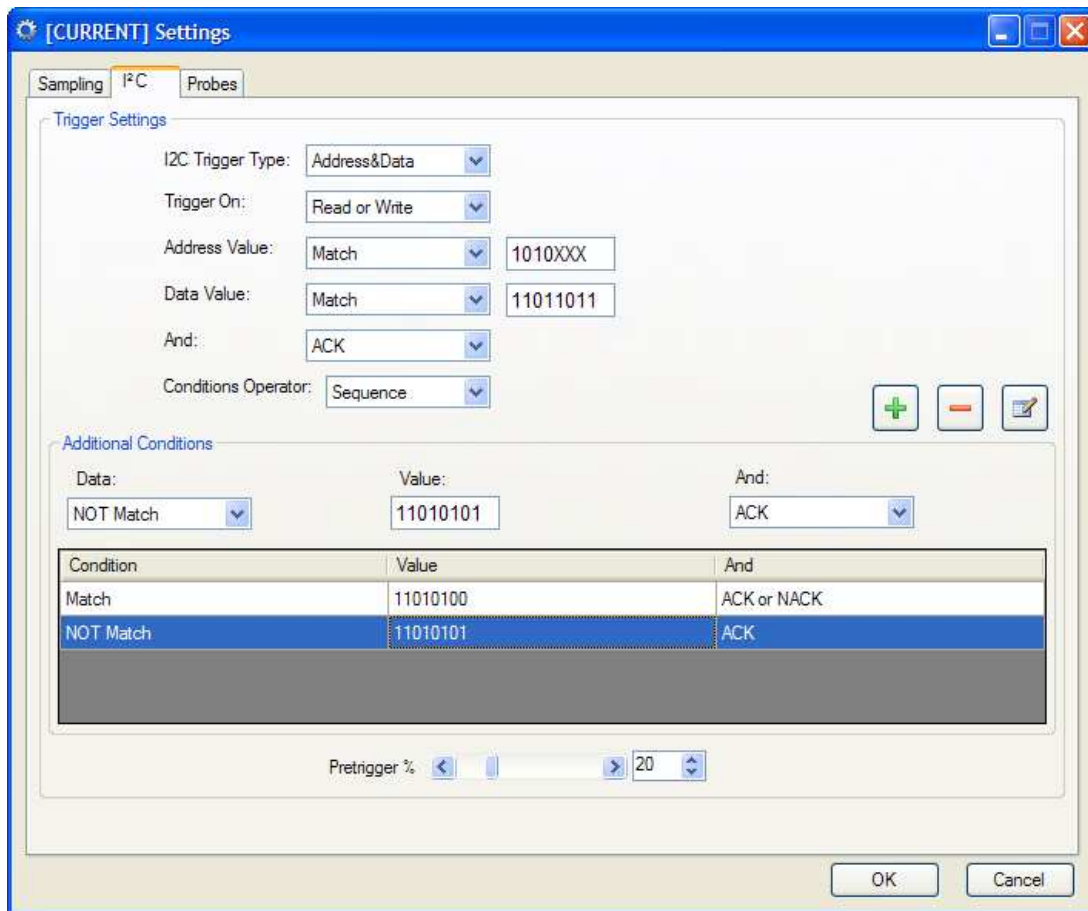 [CURRENT] Settings
Sampling I²C Probes
Trigger Settings
I2C Trigger Type: Address&Data
Trigger On: Read or Write
Address Value: Match 1010XXX
Data Value: Match 11011011
And: ACK
Conditions Operator: Sequence
Additional Conditions
Data: Value: And:
NOT Match 11010101 ACK
Condition Value And
Match 11010100 ACK or NACK
NOT Match 11010101 ACK
Pretrigger % 20
OK Cancel